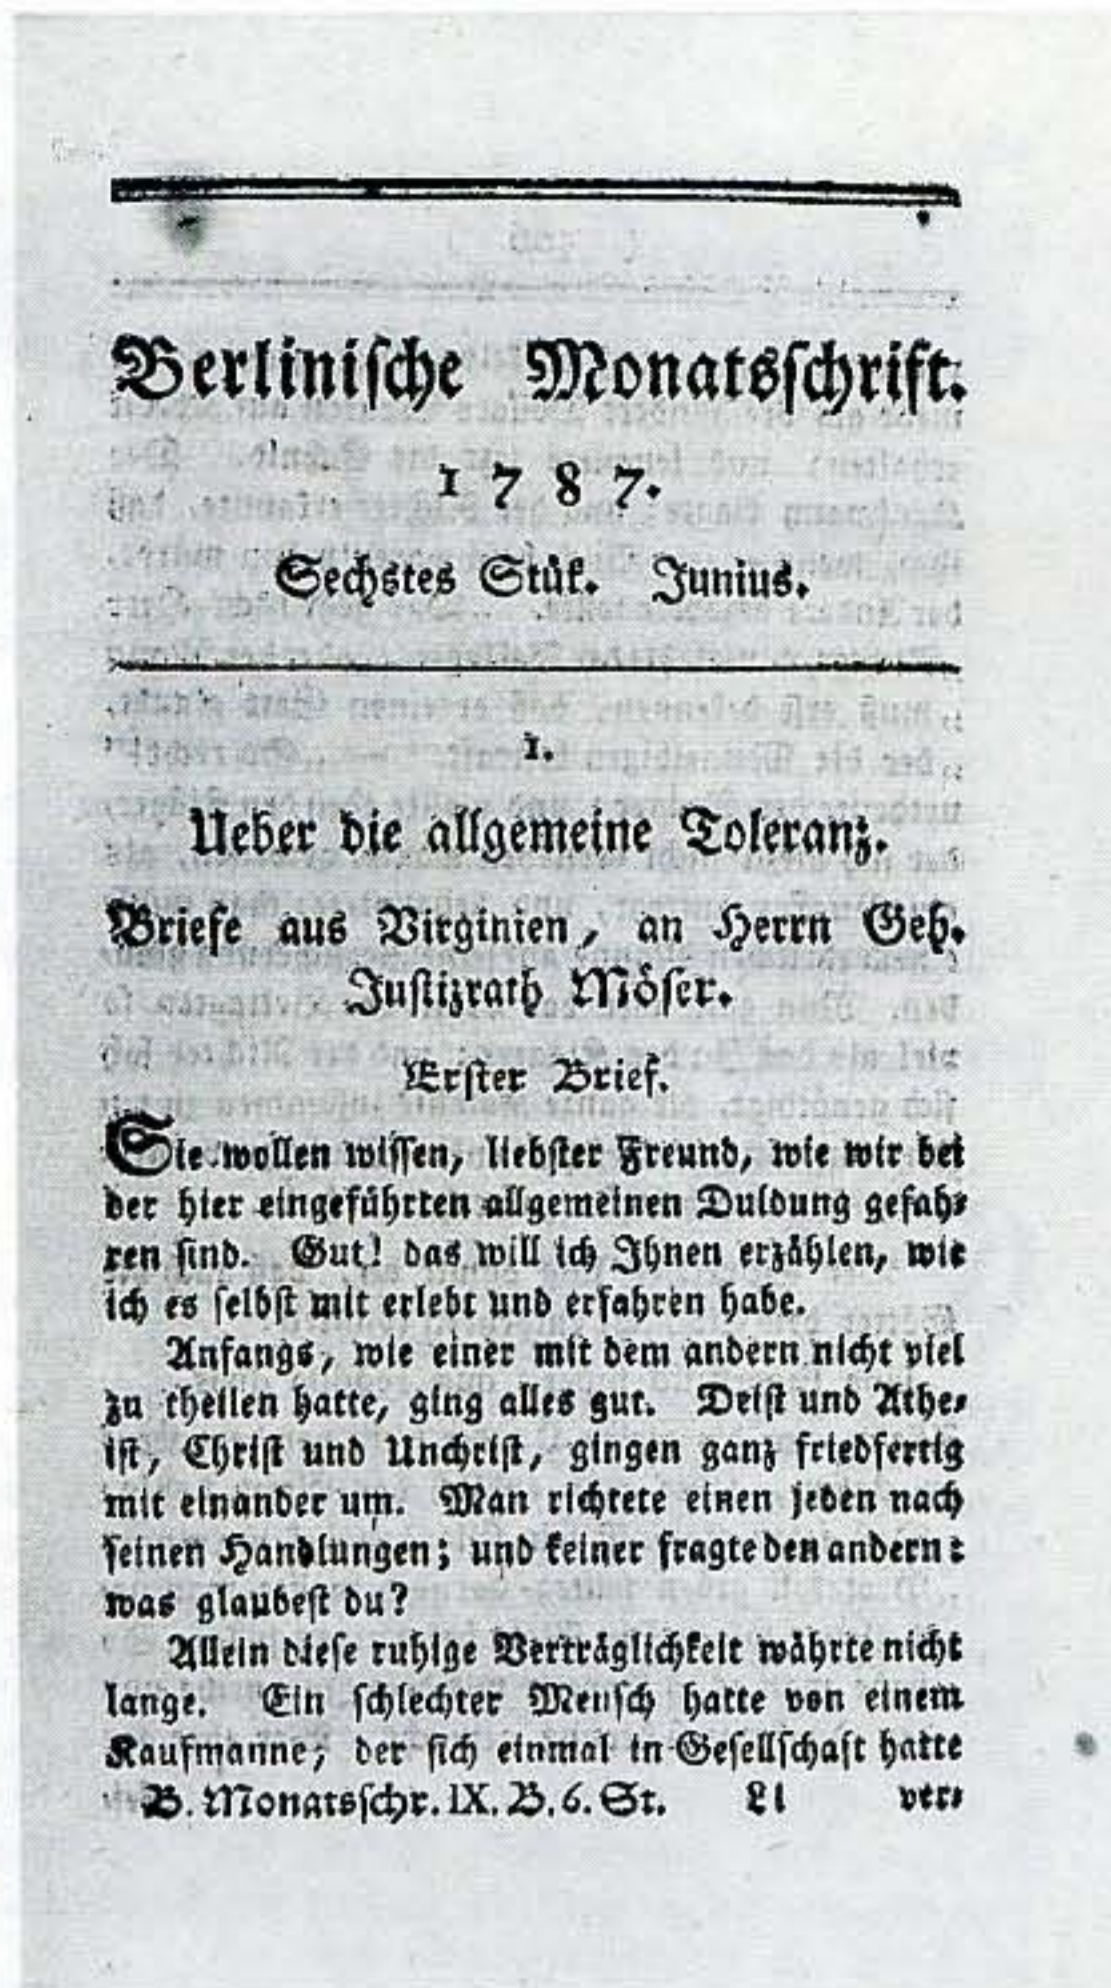 Berlinische Monatsschrift.
1787.
Sechstes Stük. Junius.
1.
Ueber die allgemeine Toleranz.
Briefe aus Virginien, an Herrn Geh.
Justizrath Möser.
Erster Brief.
Sie wollen wissen, liebster Freund, wie wir bei
der hier eingeführten allgemeinen Duldung gefah-
ren sind. Gut! das will ich Ihnen erzählen, wie
ich es selbst mit erlebt und erfahren habe.
Anfangs, wie einer mit dem andern nicht viel
zu theilen hatte, ging alles gut. Deist und Athe-
ist, Christ und Unchrist, gingen ganz friedfertig
mit einander um. Man richtete einen jeden nach
seinen Handlungen; und keiner fragte den andern:
was glaubest du?
Allein diese ruhige Verträglichkeit währte nicht
lange. Ein schlechter Mensch hatte von einem
Kaufmanne, der sich einmal in Gesellschaft hatte
B. Monatsschr. IX. B. 6. St. Ll ver-